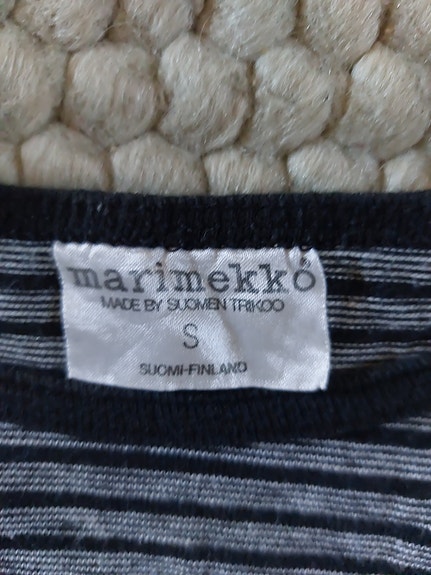 marimekko
MADE BY SUOMEN TRIKOO
S
SUOMI-FINLAND